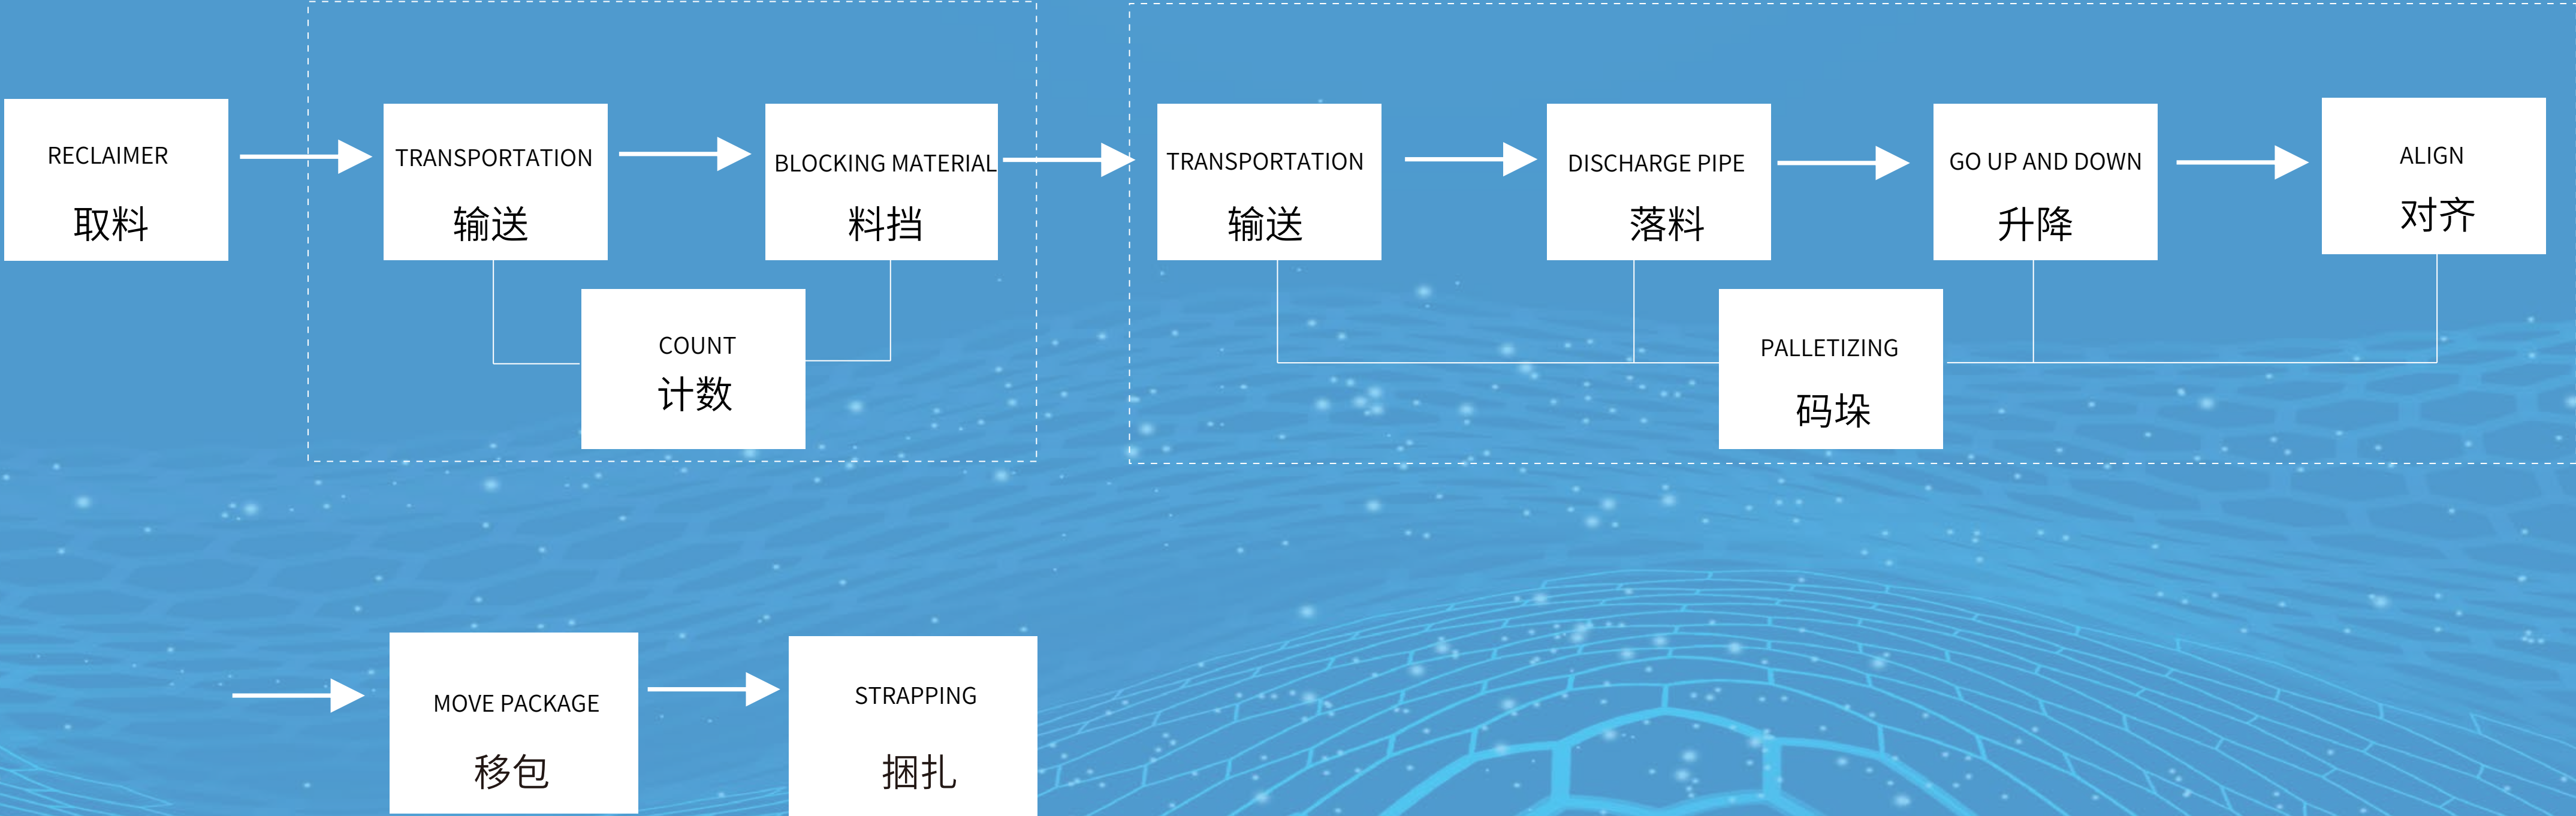 RECLAIMER
取料
TRANSPORTATION
输送
BLOCKING MATERIAL
料挡
TRANSPORTATION
输送
DISCHARGE PIPE
落料
GO UP AND DOWN
升降
ALIGN
对齐
COUNT
计数
PALLETIZING
码垛
MOVE PACKAGE
移包
STRAPPING
捆扎